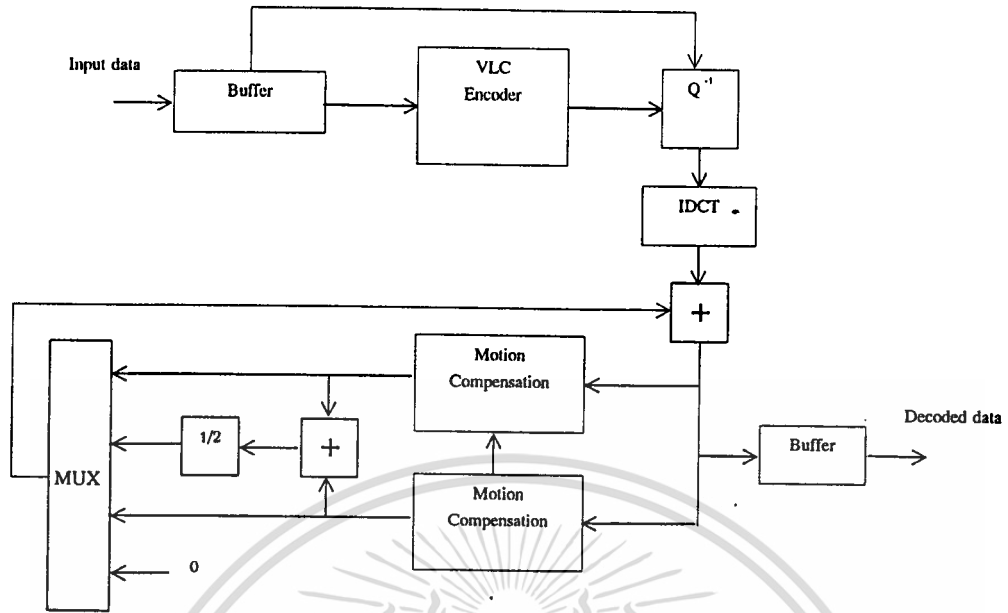 Input data
Buffer
VLC
Encoder
Q⁻¹
IDCT
+
Motion
Compensation
1/2
+
MUX
Motion
Compensation
0
Buffer
Decoded data